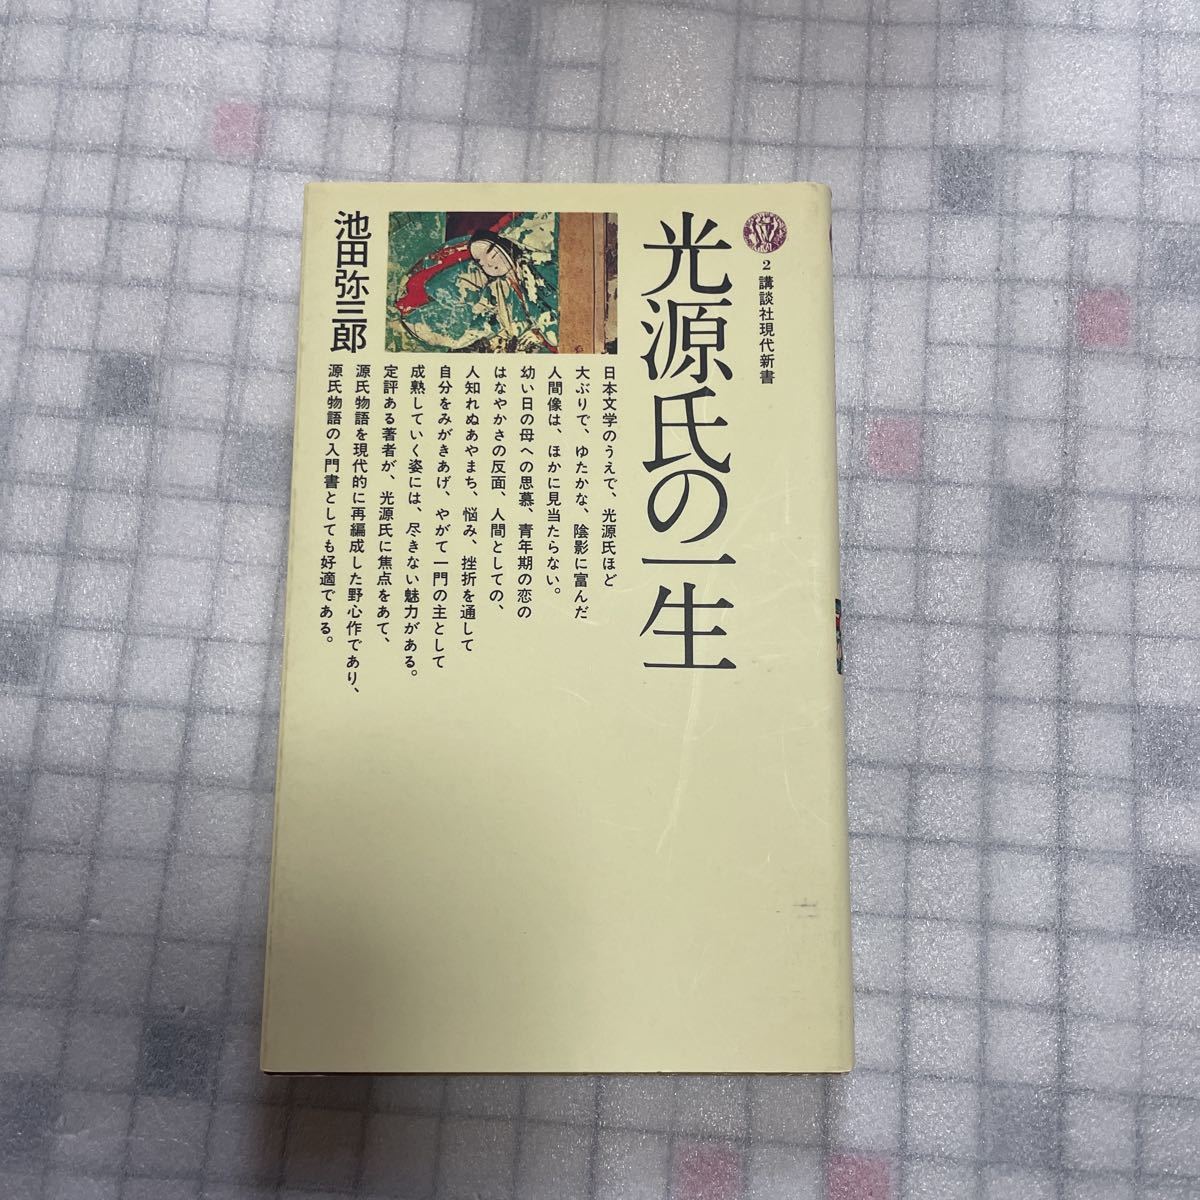 2 講談社現代新書
光源氏の一生
日本文学のうえで、光源氏ほど
大ぶりで、ゆたかな、陰影に富んだ
人間像は、ほかに見当たらない。
幼い日の母への思慕、青年期の恋の
はなやかさの反面、人間としての、
人知れぬあやまち、悩み、挫折を通して
自分をみがきあげ、やがて一門の主として
成熟していく姿には、尽きない魅力がある。
定評ある著者が、光源氏に焦点をあて、
源氏物語を現代的に再編成した野心作であり、
源氏物語の入門書としても好適である。
池田弥三郎